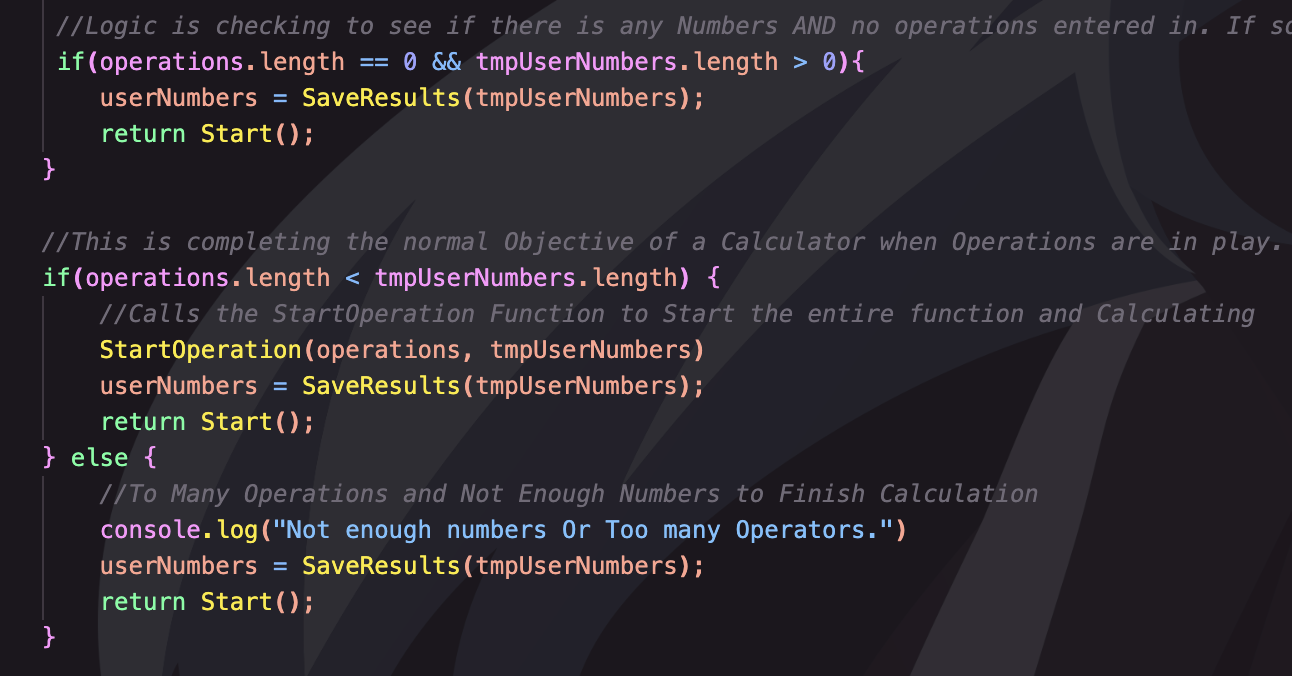 //Logic is checking to see if there is any Numbers AND no operations entered in. If so
if(operations.length == 0 && tmpUserNumbers.length > 0){
userNumbers = SaveResults(tmpUserNumbers);
return Start();
}
//This is completing the normal Objective of a Calculator when Operations are in play.
if(operations.length < tmpUserNumbers.length) {
//Calls the StartOperation Function to Start the entire function and Calculating
StartOperation(operations, tmpUserNumbers)
userNumbers = SaveResults(tmpUserNumbers);
return Start();
} else {
//To Many Operations and Not Enough Numbers to Finish Calculation
console.log("Not enough numbers Or Too many Operators.")
userNumbers = SaveResults(tmpUserNumbers);
return Start();
}